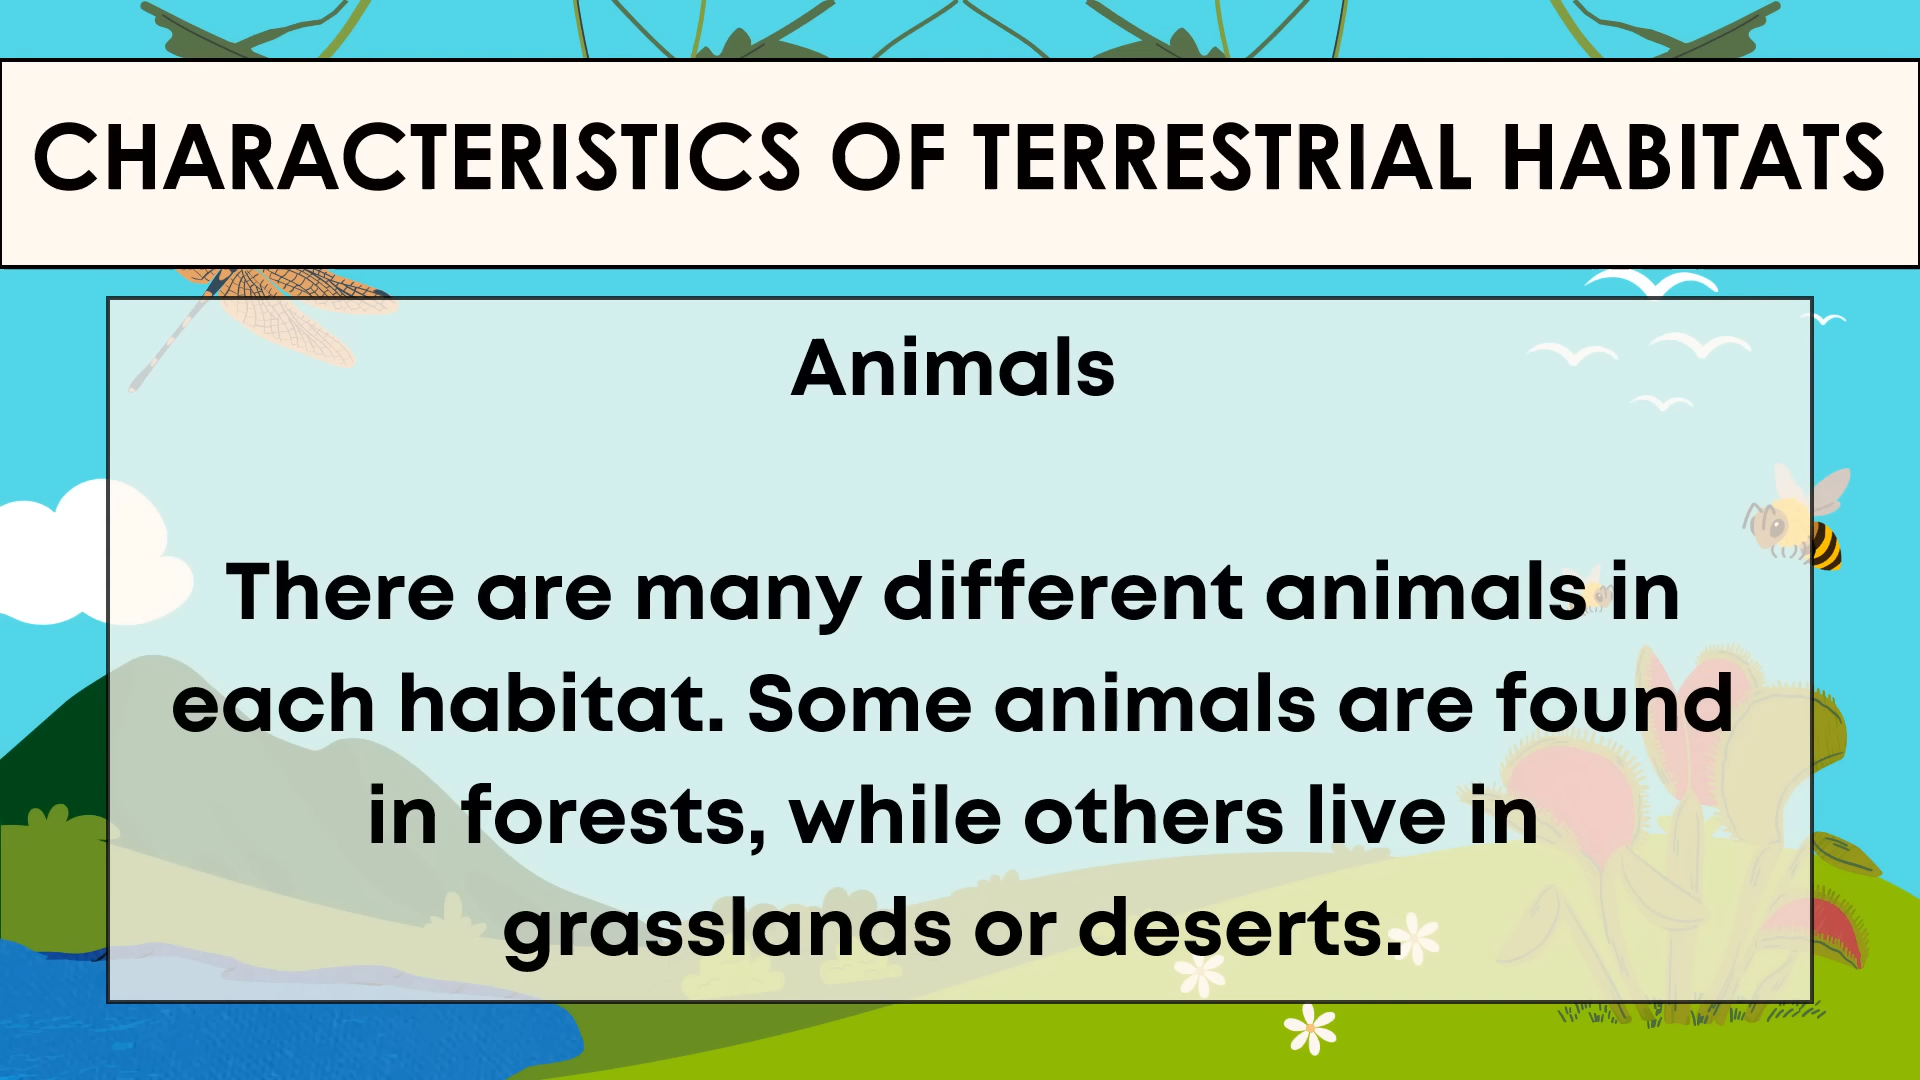 CHARACTERISTICS OF TERRESTRIAL HABITATS
Animals
There are many different animals in
each habitat. Some animals are found
in forests, while others live in
grasslands or deserts.